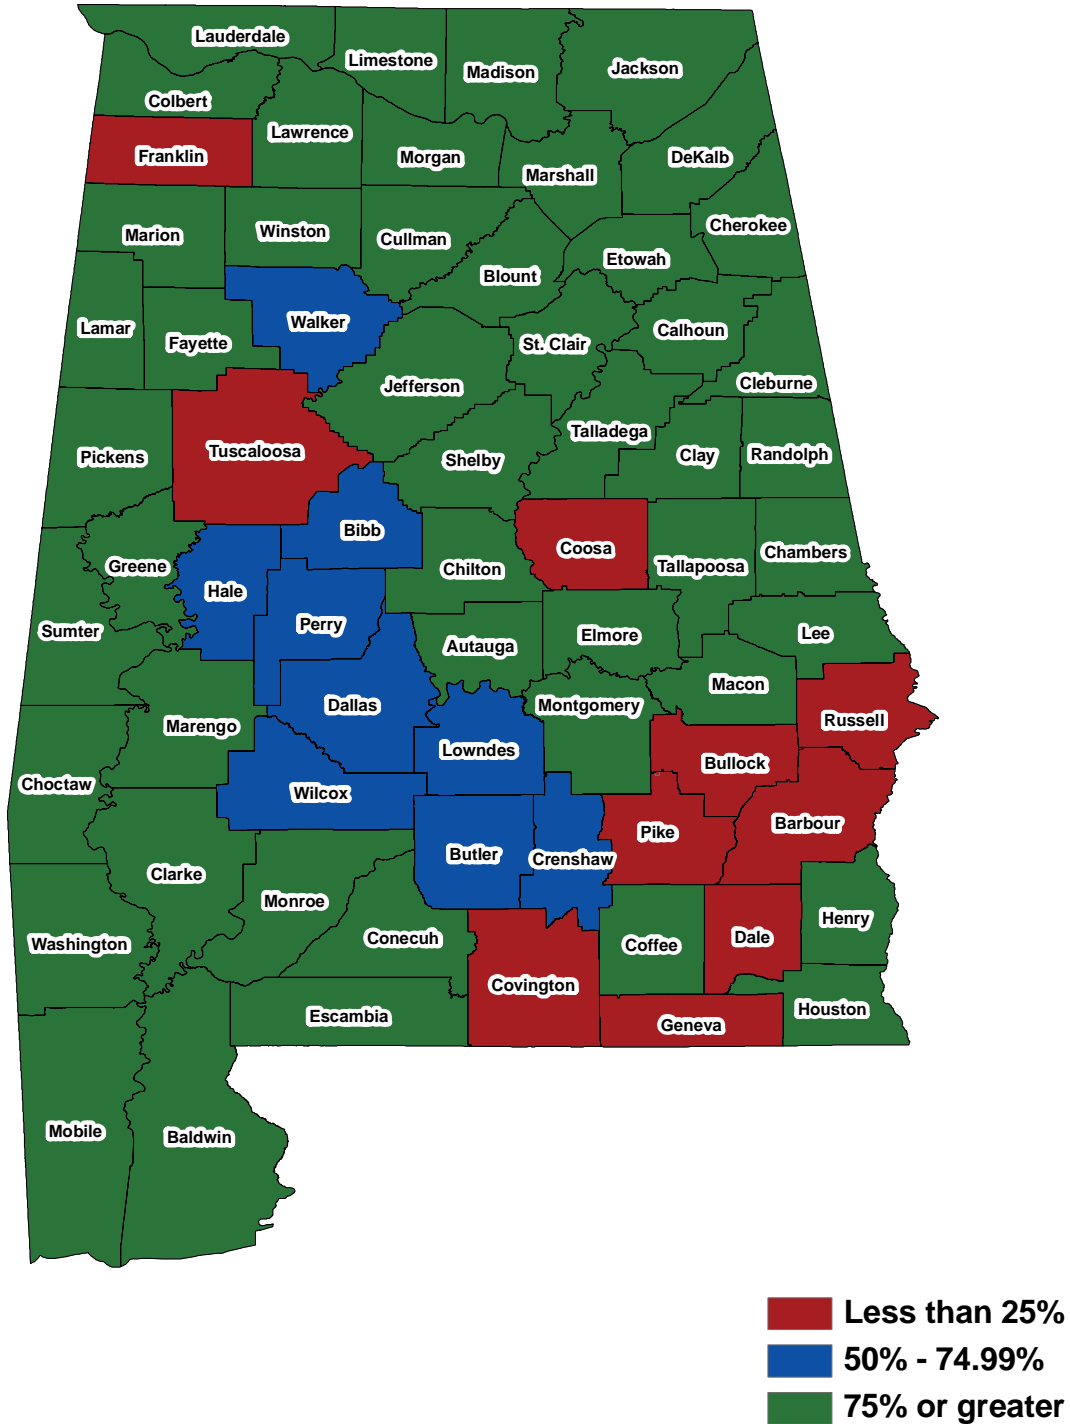 Lauderdale
Limestone
Madison
Jackson
Colbert
Lawrence
Franklin
Morgan
Marshall
DeKalb
Marion
Winston
Cullman
Cherokee
Blount
Etowah
Lamar
Fayette
Walker
St. Clair
Calhoun
Jefferson
Cleburne
Pickens
Tuscaloosa
Shelby
Talladega
Clay
Randolph
Bibb
Greene
Hale
Chilton
Coosa
Tallapoosa
Chambers
Sumter
Perry
Autauga
Elmore
Lee
Marengo
Dallas
Montgomery
Macon
Russell
Lowndes
Bullock
Choctaw
Wilcox
Butler
Crenshaw
Pike
Barbour
Clarke
Monroe
Washington
Conecuh
Coffee
Dale
Henry
Covington
Escambia
Geneva
Houston
Mobile
Baldwin
Less than 25%
50% - 74.99%
75% or greater